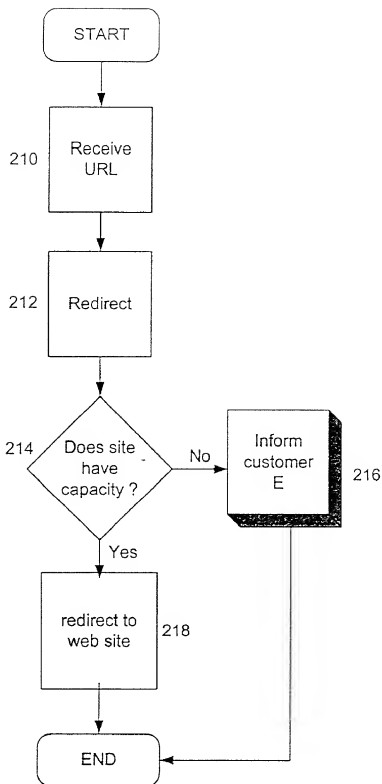 START
210
Receive
URL
212
Redirect
214
Does site
have
capacity ?
No
Inform
customer
E
216
Yes
redirect to
web site
218
END